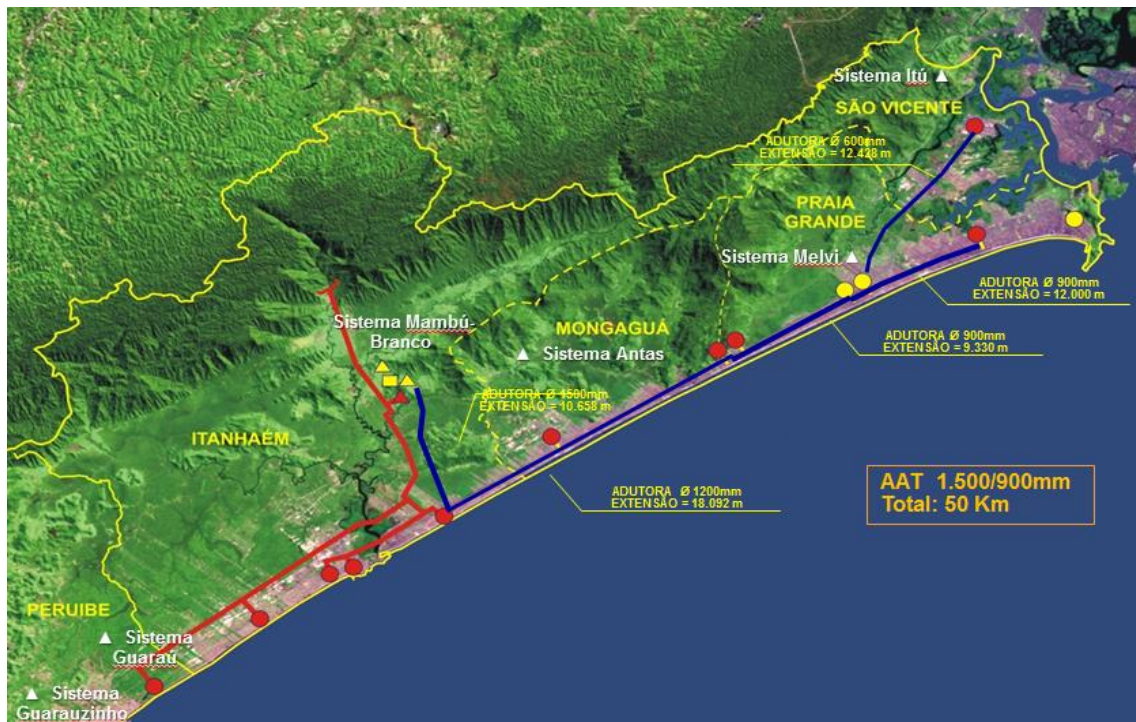 Sistema Itú
SÃO VICENTE
ADUTORA Ø 600mm
EXTENSÃO = 12.428 m
PRAIA
GRANDE
Sistema Melvi
ADUTORA Ø 900mm
EXTENSÃO = 12.000 m
Sistema Mambú-
Branco
MONGAGUÁ
Sistema Antas
ADUTORA Ø 900mm
EXTENSÃO = 9.330 m
ADUTORA Ø 1500mm
EXTENSÃO = 10.658 m
ITANHAÉM
AAT 1.500/900mm
Total: 50 Km
ADUTORA Ø 1200mm
EXTENSÃO = 18.092 m
PERUIBE
Sistema
Guaraú
Sistema
Guarauzinho